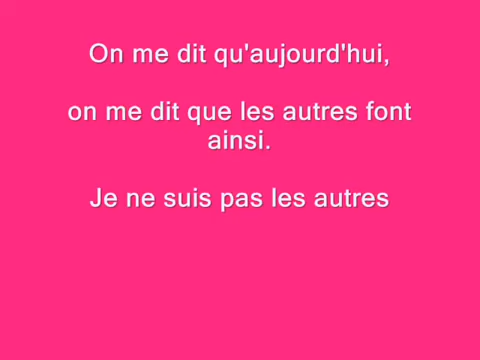 On me dit qu'aujourd'hui,
on me dit que les autres font
ainsi.
Je ne suis pas les autres